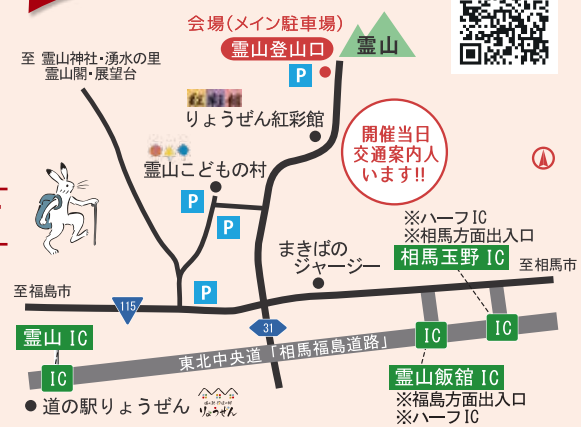 会場(メイン駐車場)
霊山登山口
霊山
P
至 霊山神社・湧水の里
霊山閣・展望台
紅彩館
りょうぜん紅彩館
開催当日
交通案内人
います!!
霊山こどもの村
P
P
※ハーフIC
※相馬方面出入口
相馬玉野 IC
まきばの
ジャージー
至相馬市
至福島市
P
115
31
霊山 IC
IC
IC
IC
東北中央道「相馬福島道路」
霊山飯舘 IC
※福島方面出入口
※ハーフIC
道の駅りょうぜん
りょうぜん